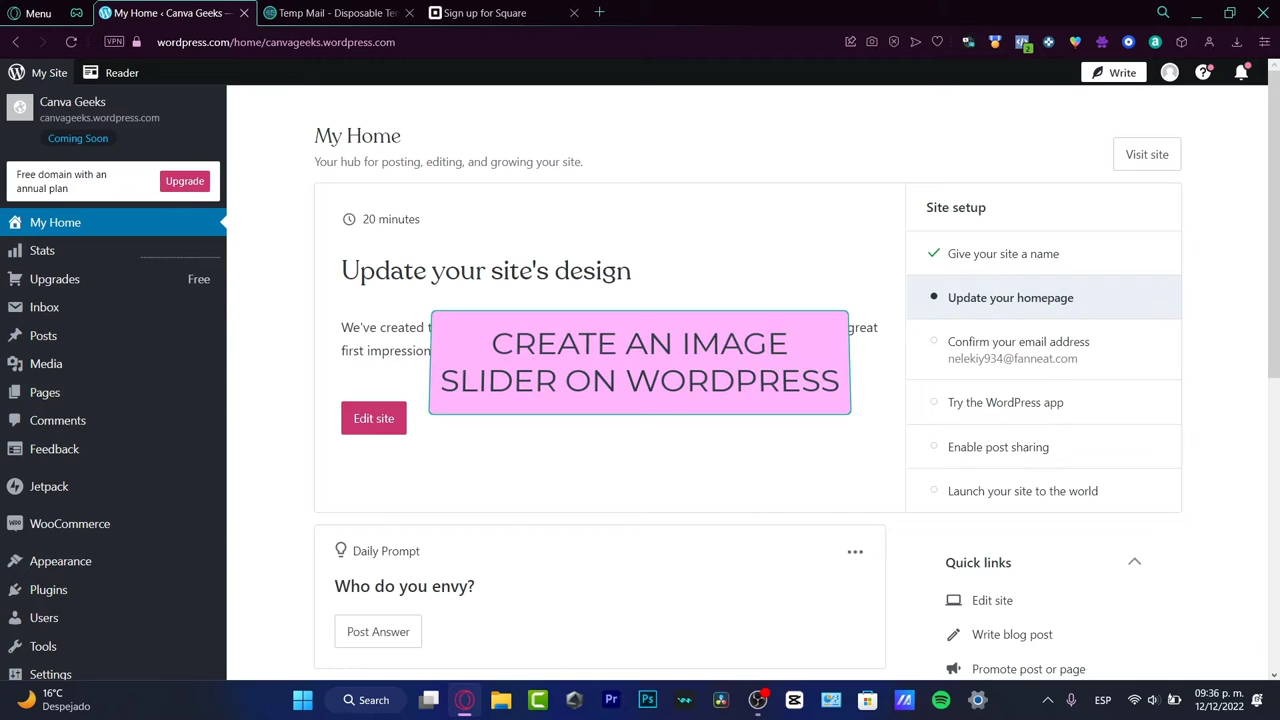 Menu
My Home ‹ Canva Geeks
Temp Mail - Disposable Te
Sign up for Square
VPN
wordpress.com/home/canvageeks.wordpress.com
2
My Site
Reader
Write
Canva Geeks
canvageeks.wordpress.com
Coming Soon
Free domain with an
annual plan
Upgrade
My Home
Stats
Upgrades
Free
Inbox
Posts
Media
Pages
Comments
Feedback
Jetpack
WooCommerce
Appearance
Plugins
Users
Tools
Settings
My Home
Your hub for posting, editing, and growing your site.
Visit site
20 minutes
Update your site's design
We've created
great
first impression
CREATE AN IMAGE
SLIDER ON WORDPRESS
Edit site
Site setup
Give your site a name
Update your homepage
Confirm your email address
nelekiy934@fanneat.com
Try the WordPress app
Enable post sharing
Launch your site to the world
Daily Prompt
Who do you envy?
Post Answer
Quick links
Edit site
Write blog post
Promote post or page
16°C
Despejado
Search
Pr
Ps
ESP
09:36 p. m.
12/12/2022